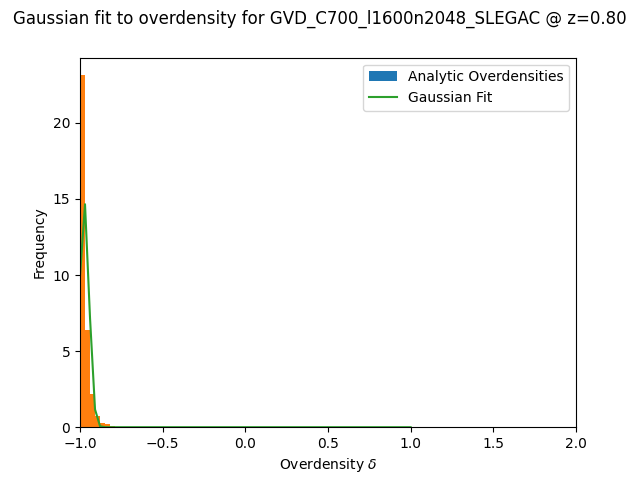 Gaussian fit to overdensity for GVD_C700_l1600n2048_SLEGAC @ z=0.80
Analytic Overdensities
Gaussian Fit
Frequency
20
15
10
5
0
−1.0 −0.5 0.0 0.5 1.0 1.5 2.0
Overdensity δ